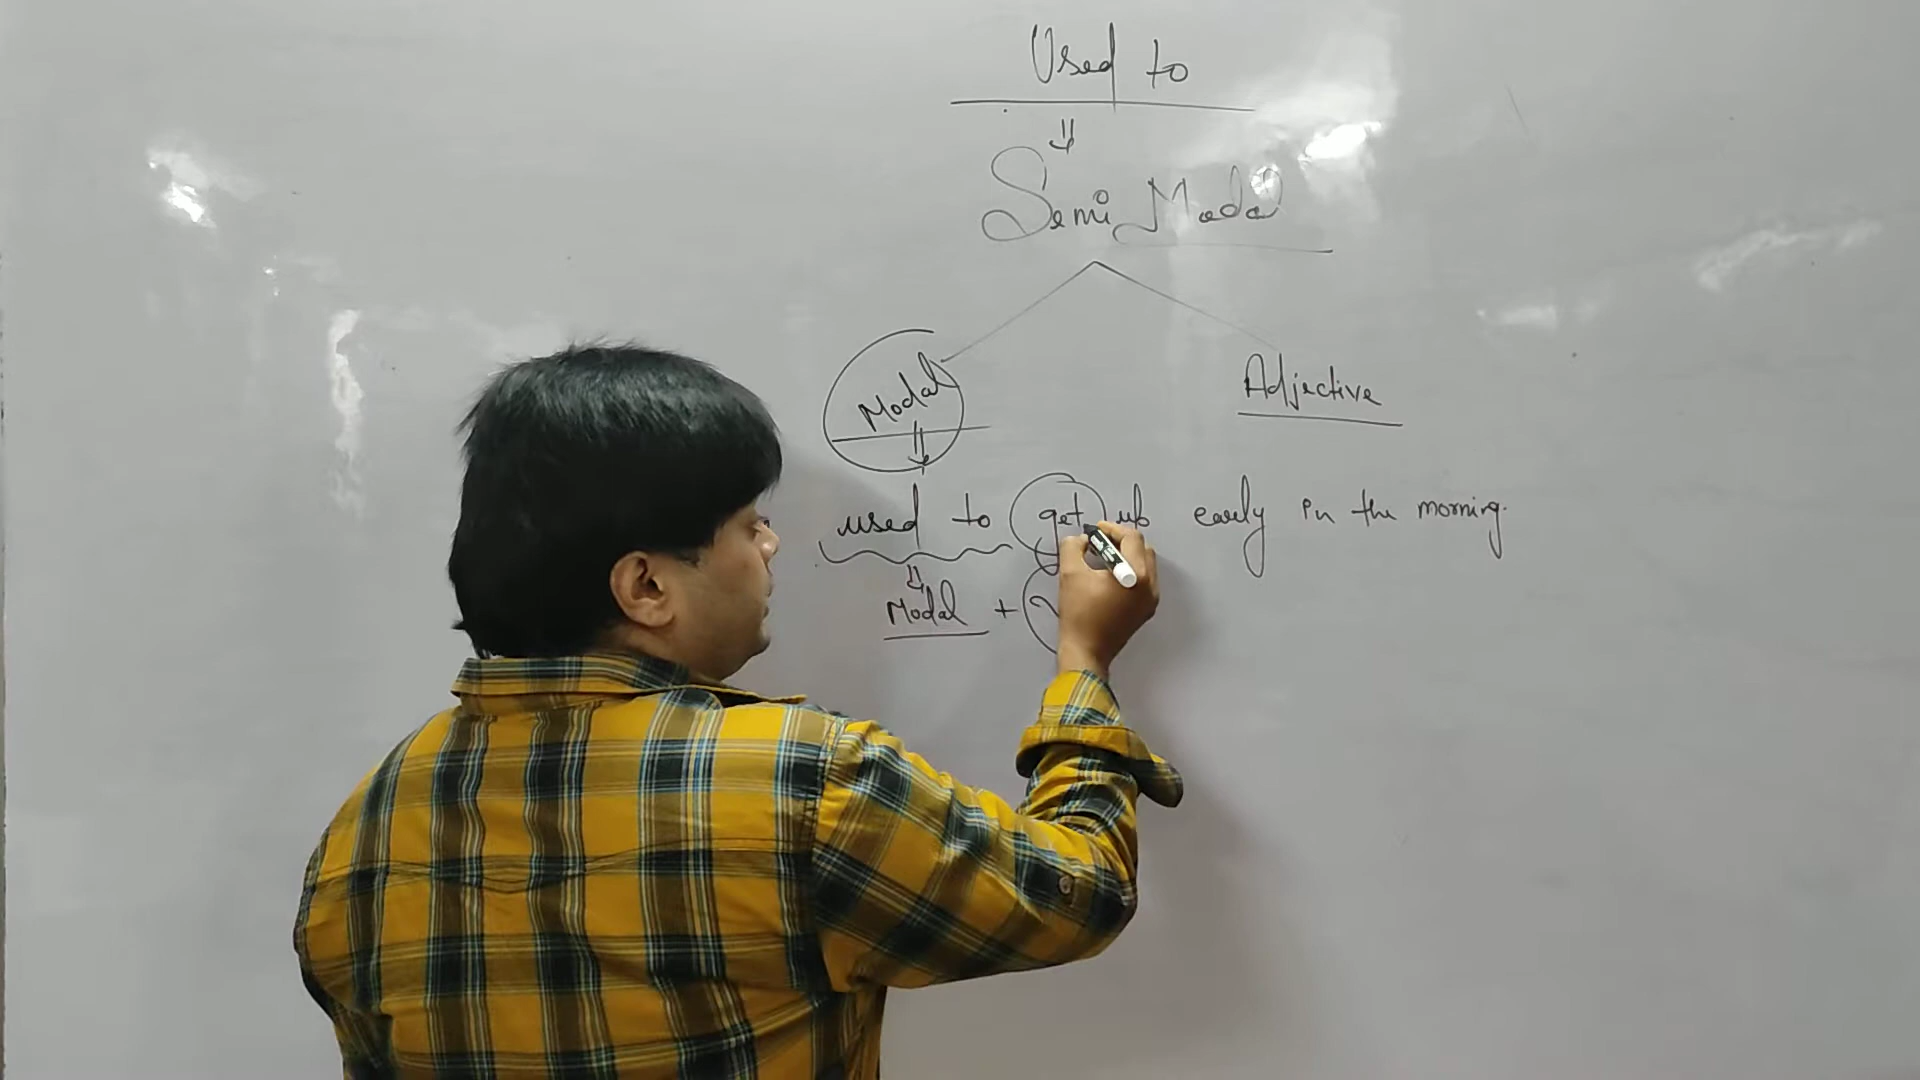 Used to
Semi Modal
Modal
Adjective
used to get up early in the morning.
Modal +